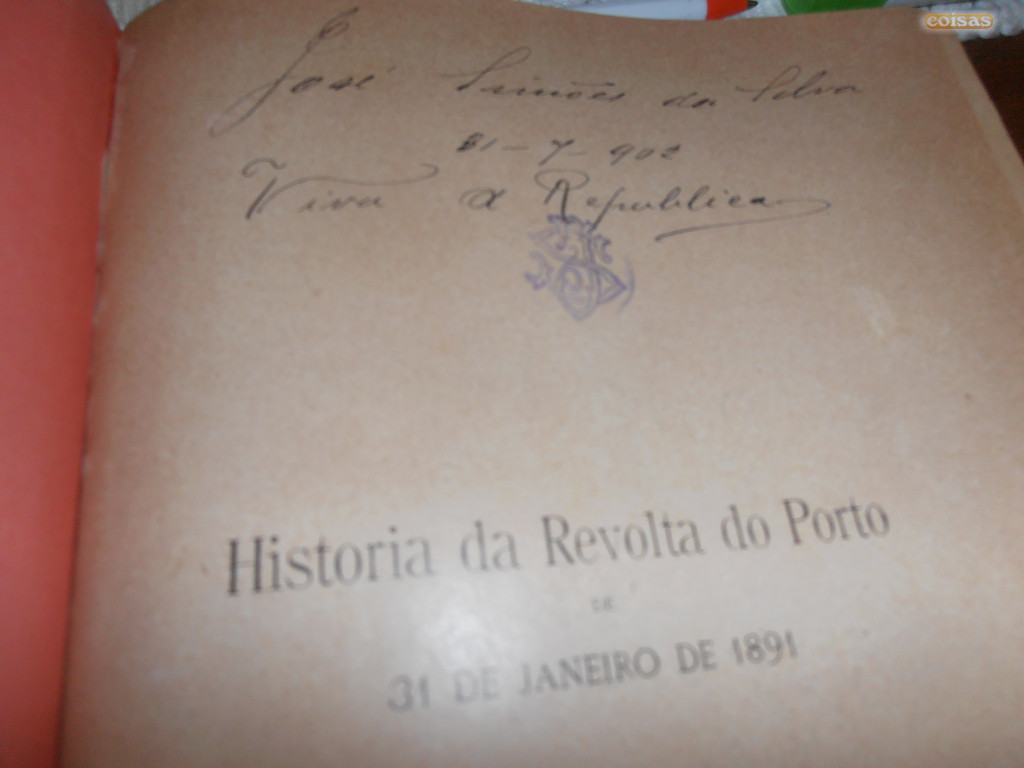 coisas
José Simões da Silva
31-7-902
Viva a Republica
Historia da Revolta do Porto
DE
31 DE JANEIRO DE 1891